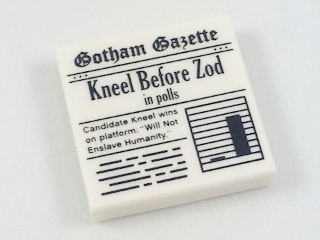 Gotham Gazette
Kneel Before Zod
in polls
Candidate Kneel wins
on platform: "Will Not
Enslave Humanity."